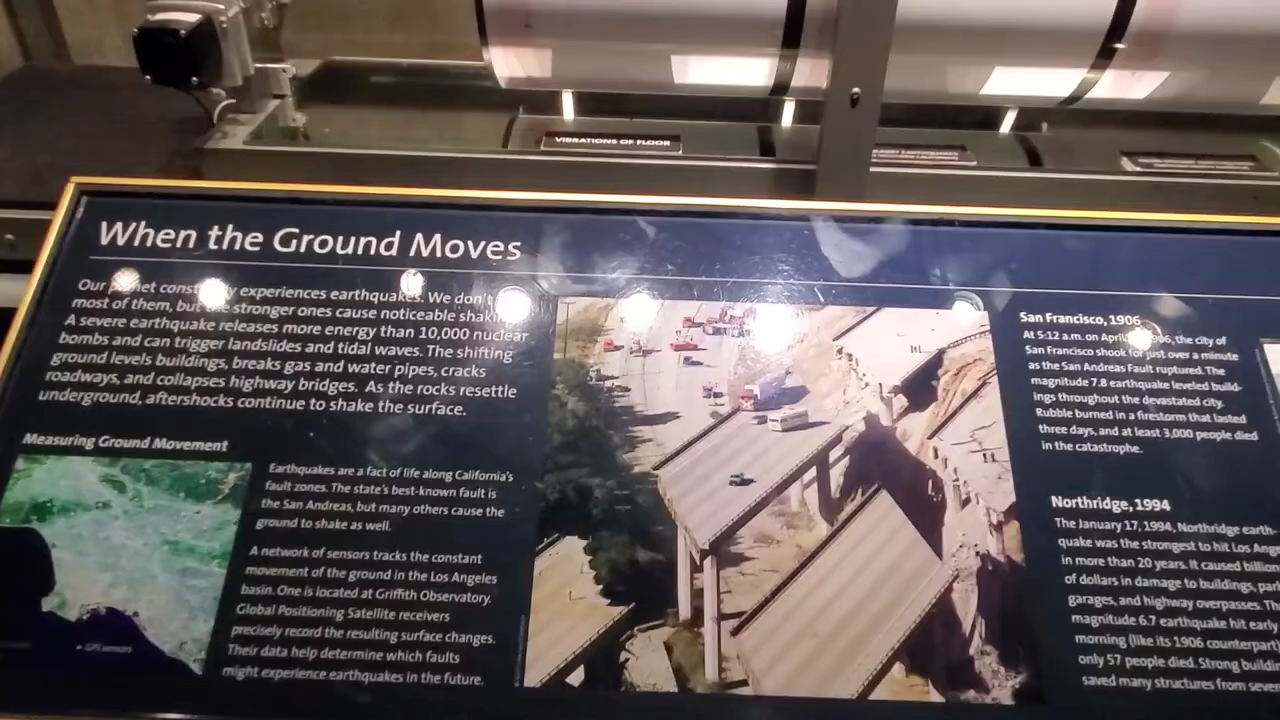 VIBRATIONS OF FLOOR
When the Ground Moves
Our experiences earthquakes. We don't
most of them, but stronger ones cause noticeable
A severe earthquake releases more energy than 10,000 nuclear
bombs and can trigger landslides and tidal waves. The shifting
ground levels buildings, breaks gas and water pipes, cracks
roadways, and collapses highway bridges. As the rocks resettle
underground, aftershocks continue to shake the surface.
Measuring Ground Movement
Earthquakes are a fact of life along California's
fault zones. The state's best-known fault is
the San Andreas, but many others cause the
ground to shake as well.
A network of sensors tracks the constant
movement of the ground in the Los Angeles
basin. One is located at Griffith Observatory.
Global Positioning Satellite receivers
precisely record the resulting surface changes.
Their data help determine which faults
might experience earthquakes in the future.
GPS sensors
San Francisco, 1906
At 5:12 a.m. on the city of
San Francisco shook for just over a minute
as the San Andreas Fault ruptured. The
magnitude 7.8 earthquake leveled build-
ings throughout the devastated city.
Rubble burned in a firestorm that lasted
three days, and at least 3,000 people died
in the catastrophe.
Northridge, 1994
The January 17, 1994, Northridge earth-
quake was the strongest to hit Los Ange
in more than 20 years. It caused billion
of dollars in damage to buildings, par
garages, and highway overpasses. Th
magnitude 6.7 earthquake hit early
morning (like its 1906 counterpart)
only 57 people died. Strong buildin
saved many structures from seve